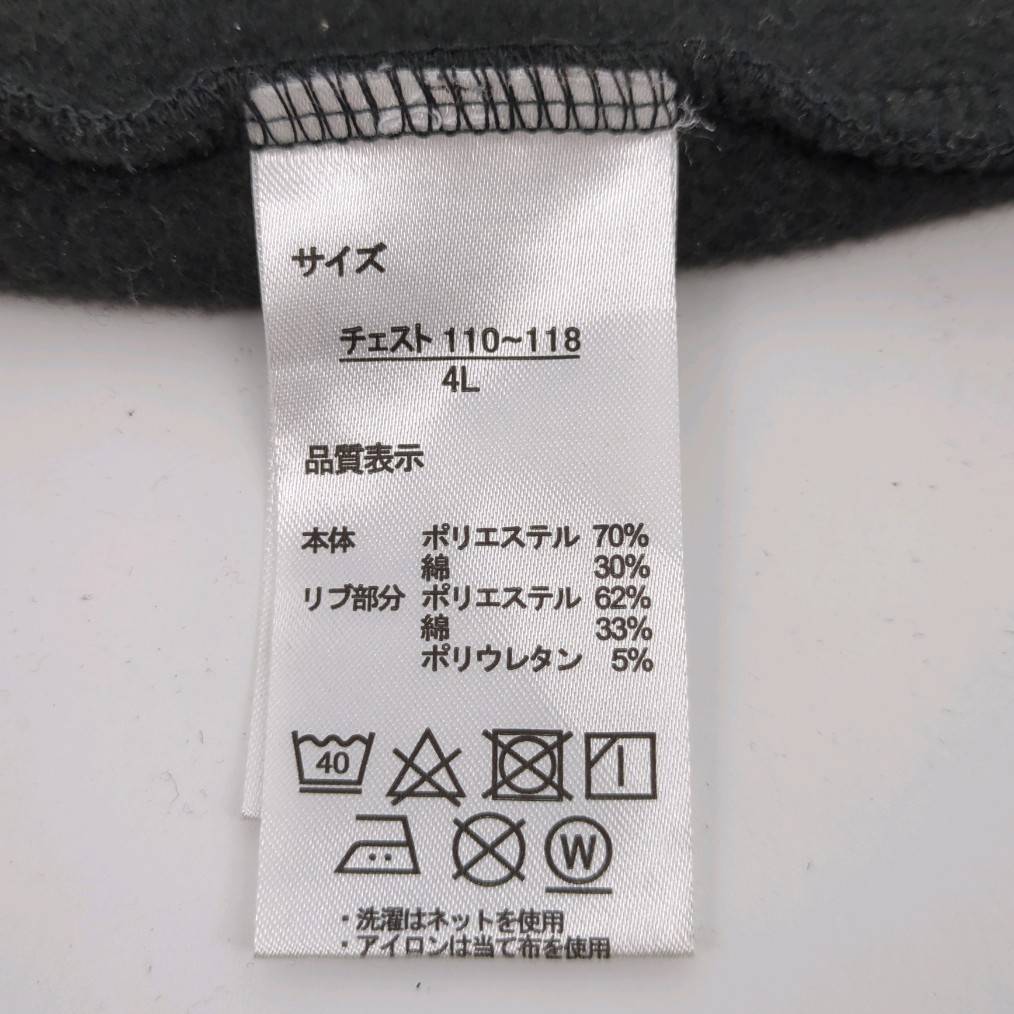 サイズ
チェスト 110~118
4L
品質表示
本体 ポリエステル 70%
綿 30%
リブ部分 ポリエステル 62%
綿 33%
ポリウレタン 5%
40
W
・洗濯はネットを使用
・アイロンは当て布を使用